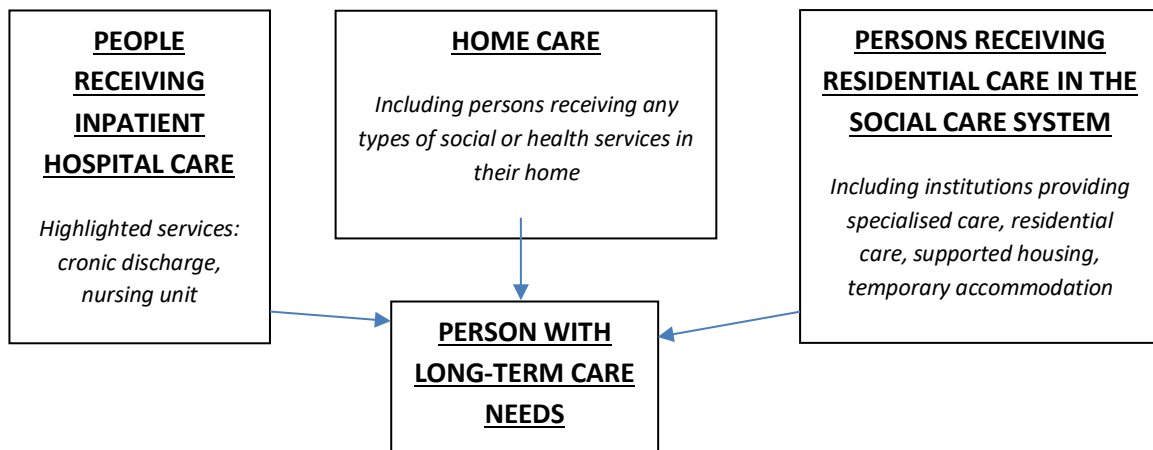 PEOPLE
RECEIVING
INPATIENT
HOSPITAL CARE
Highlighted services:
cronic discharge,
nursing unit
HOME CARE
Including persons receiving any
types of social or health services in
their home
PERSONS RECEIVING
RESIDENTIAL CARE IN THE
SOCIAL CARE SYSTEM
Including institutions providing
specialised care, residential
care, supported housing,
temporary accommodation
PERSON WITH
LONG-TERM CARE
NEEDS